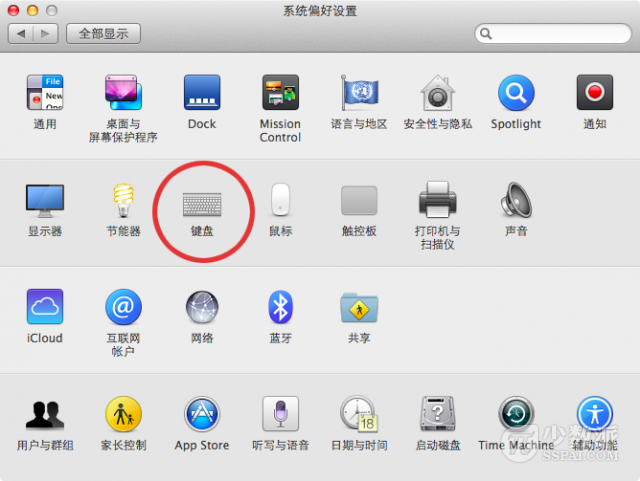 系统偏好设置
全部显示
File
New
Ope
通用
桌面与
屏幕保护程序
Dock
Mission
Control
语言与地区
安全性与隐私
Spotlight
通知
显示器
节能器
键盘
鼠标
触控板
打印机与
扫描仪
声音
iCloud
互联网
帐户
网络
蓝牙
共享
用户与群组
家长控制
App Store
听写与语音
18
日期与时间
?
启动磁盘
Time Machine
辅助功能
少数派
SSPAI.COM